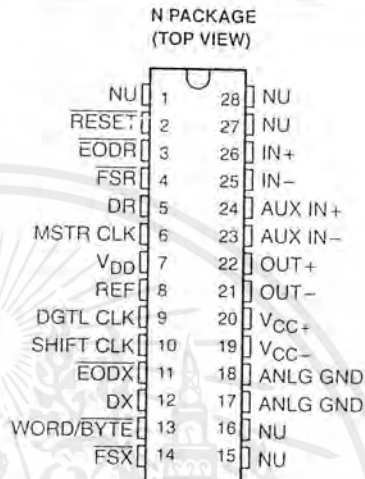 N PACKAGE
(TOP VIEW)
NU 1 28 NU
RESET 2 27 NU
EODR 3 26 IN+
FSR 4 25 IN−
DR 5 24 AUX IN+
MSTR CLK 6 23 AUX IN−
VDD 7 22 OUT+
REF 8 21 OUT−
DGTL CLK 9 20 VCC+
SHIFT CLK 10 19 VCC−
EODX 11 18 ANLG GND
DX 12 17 ANLG GND
WORD/BYTE 13 16 NU
FSX 14 15 NU